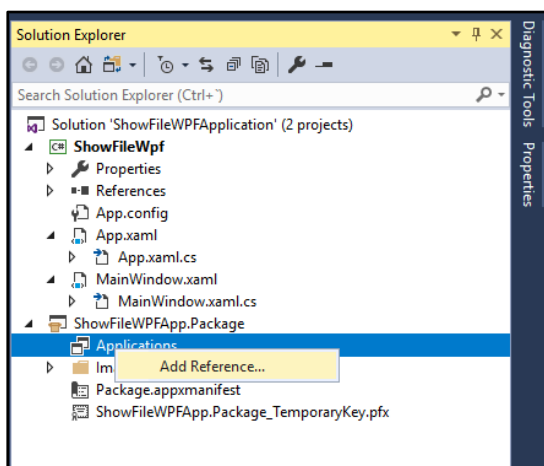 Solution Explorer
Search Solution Explorer (Ctrl+`)
Solution 'ShowFileWPFApplication' (2 projects)
C# ShowFileWpf
Properties
References
App.config
App.xaml
App.xaml.cs
MainWindow.xaml
MainWindow.xaml.cs
ShowFileWPFApp.Package
Applications
Add Reference...
Im
Package.appxmanifest
ShowFileWPFApp.Package_TemporaryKey.pfx
Diagnostic Tools
Properties